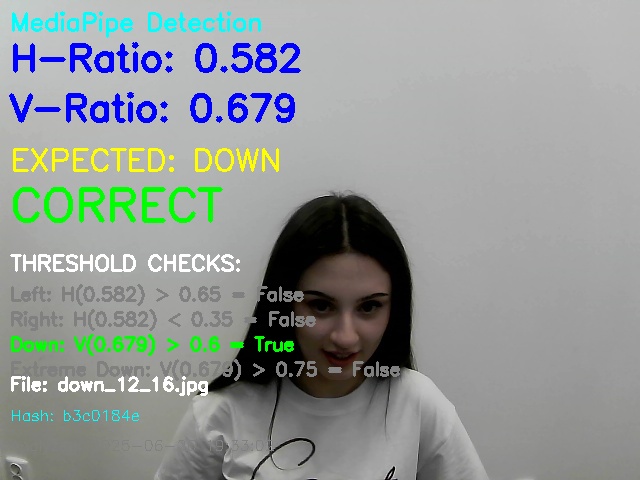 MediaPipe Detection
H-Ratio: 0.582
V-Ratio: 0.679
EXPECTED: DOWN
CORRECT
THRESHOLD CHECKS:
Left: H(0.582) > 0.65 = False
Right: H(0.582) < 0.35 = False
Down: V(0.679) > 0.6 = True
Extreme Down: V(0.679) > 0.75 = False
File: down_12_16.jpg
Hash: b3c0184e